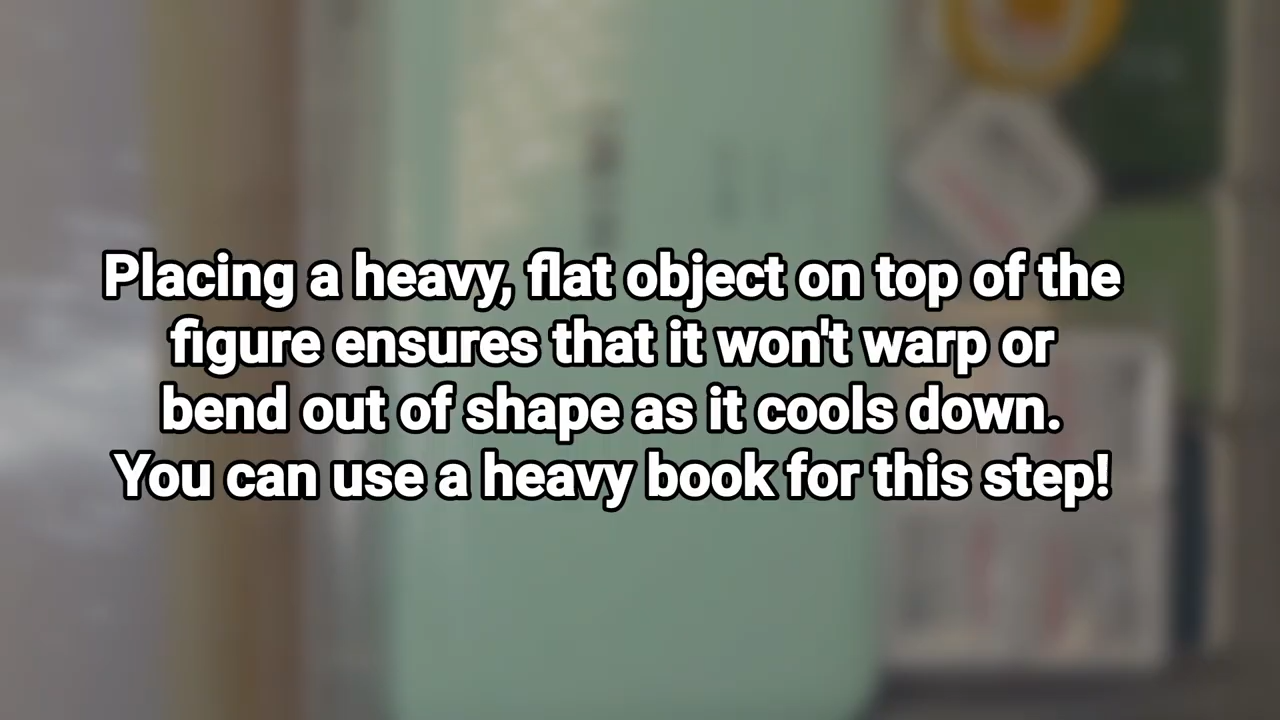 Placing a heavy, flat object on top of the
figure ensures that it won't warp or
bend out of shape as it cools down.
You can use a heavy book for this step!